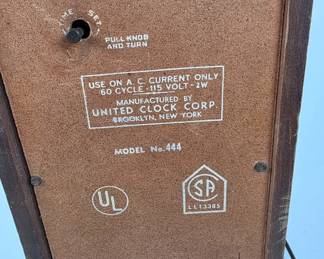 TIME SET
PULL KNOB
AND TURN
USE ON A.C. CURRENT ONLY
60 CYCLE-115 VOLT-2W
MANUFACTURED BY
UNITED CLOCK CORP.
BROOKLYN, NEW YORK
MODEL No. 444
UL
SA
LL13385